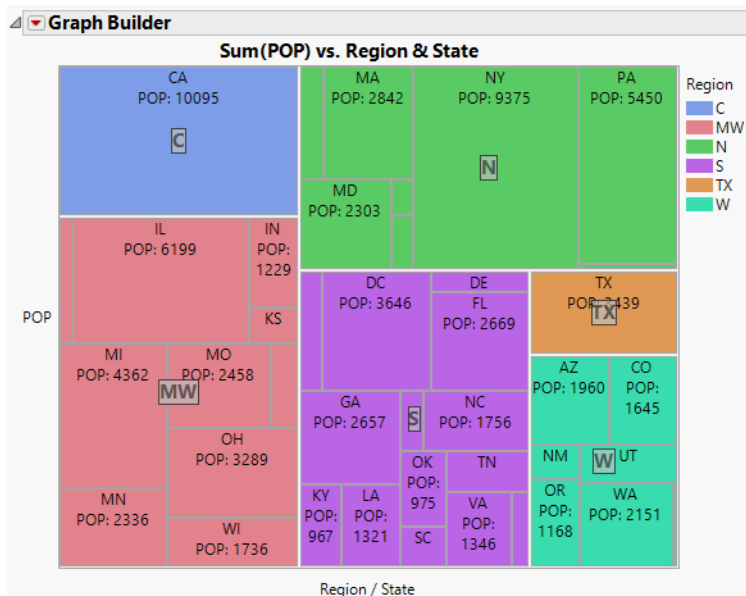 Graph Builder
Sum(POP) vs. Region & State
CA
POP: 10095
C
IL
POP: 6199
IN
POP:
1229
KS
MI
POP: 4362
MO
POP: 2458
MW
OH
POP: 3289
MN
POP: 2336
WI
POP: 1736
MA
POP: 2842
NY
POP: 9375
PA
POP: 5450
N
MD
POP: 2303
DC
POP: 3646
DE
FL
POP: 2669
GA
POP: 2657
S
NC
POP: 1756
OK
POP:
975
TN
KY
POP:
967
LA
POP:
1321
SC
VA
POP:
1346
TX
POP: 3439
TX
AZ
POP: 1960
CO
POP:
1645
NM
W
UT
OR
POP:
1168
WA
POP: 2151
Region
C
MW
N
S
TX
W
POP
Region / State